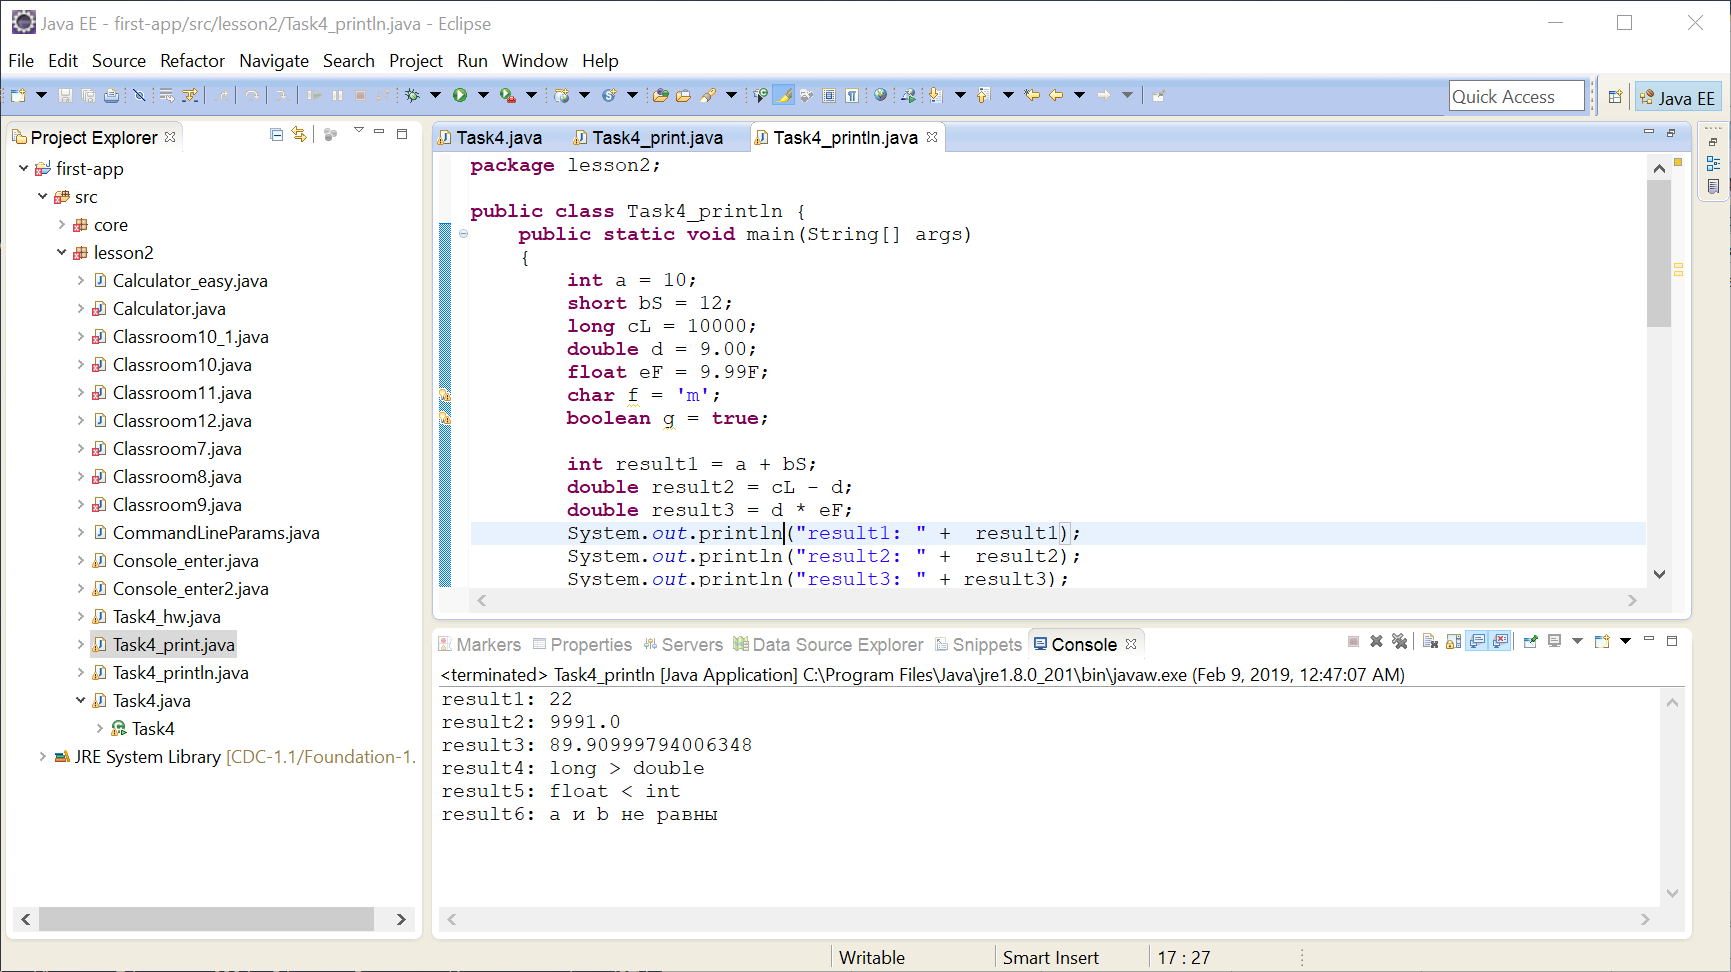 Java EE - first-app/src/lesson2/Task4_println.java - Eclipse
File Edit Source Refactor Navigate Search Project Run Window Help
Quick Access Java EE
Project Explorer
first-app
src
core
lesson2
Calculator_easy.java
Calculator.java
Classroom10_1.java
Classroom10.java
Classroom11.java
Classroom12.java
Classroom7.java
Classroom8.java
Classroom9.java
CommandLineParams.java
Console_enter.java
Console_enter2.java
Task4_hw.java
Task4_print.java
Task4_println.java
Task4.java
Task4
JRE System Library [CDC-1.1/Foundation-1.
Task4.java Task4_print.java Task4_println.java
package lesson2;
public class Task4_println {
public static void main(String[] args)
{
int a = 10;
short bS = 12;
long cL = 10000;
double d = 9.00;
float eF = 9.99F;
char f = 'm';
boolean g = true;
int result1 = a + bS;
double result2 = cL - d;
double result3 = d * eF;
System.out.println("result1: " +  result1);
System.out.println("result2: " +  result2);
System.out.println("result3: " + result3);
Markers Properties Servers Data Source Explorer Snippets Console
<terminated> Task4_println [Java Application] C:\Program Files\Java\jre1.8.0_201\bin\javaw.exe (Feb 9, 2019, 12:47:07 AM)
result1: 22
result2: 9991.0
result3: 89.90999794006348
result4: long > double
result5: float < int
result6: a и b не равны
Writable Smart Insert 17 : 27